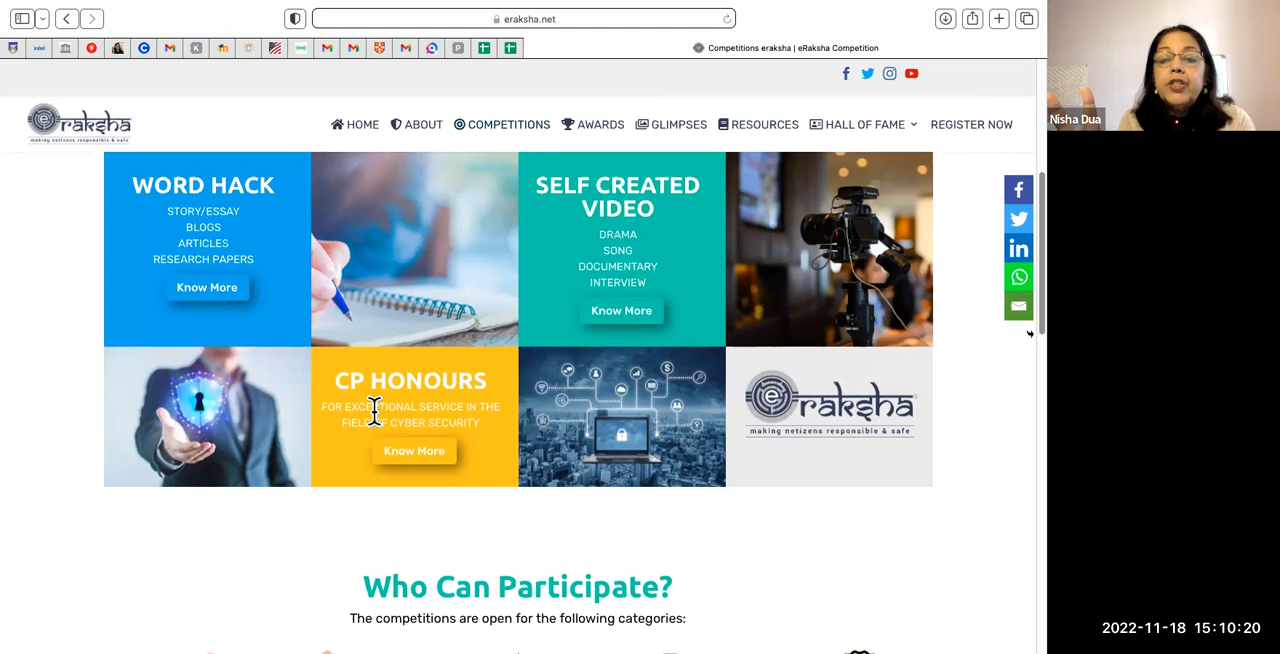 eraksha.net
intel
Competitions eraksha | eRaksha Competition
eraksha
making netizens responsible & safe
HOME
ABOUT
COMPETITIONS
AWARDS
GLIMPSES
RESOURCES
HALL OF FAME
REGISTER NOW
Nisha Dua
WORD HACK
STORY/ESSAY
BLOGS
ARTICLES
RESEARCH PAPERS
Know More
SELF CREATED
VIDEO
DRAMA
SONG
DOCUMENTARY
INTERVIEW
Know More
CP HONOURS
FOR EXCEPTIONAL SERVICE IN THE
FIELD OF CYBER SECURITY
Know More
eraksha
making netizens responsible & safe
Who Can Participate?
The competitions are open for the following categories:
2022-11-18 15:10:20